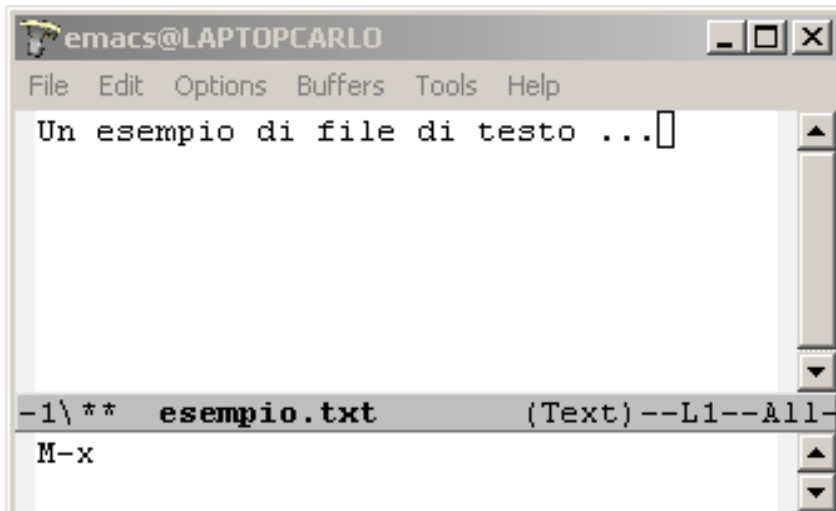 emacs@LAPTOPCARLO
File Edit Options Buffers Tools Help
Un esempio di file di testo ...
-1\** esempio.txt (Text)--L1--All-
M-x